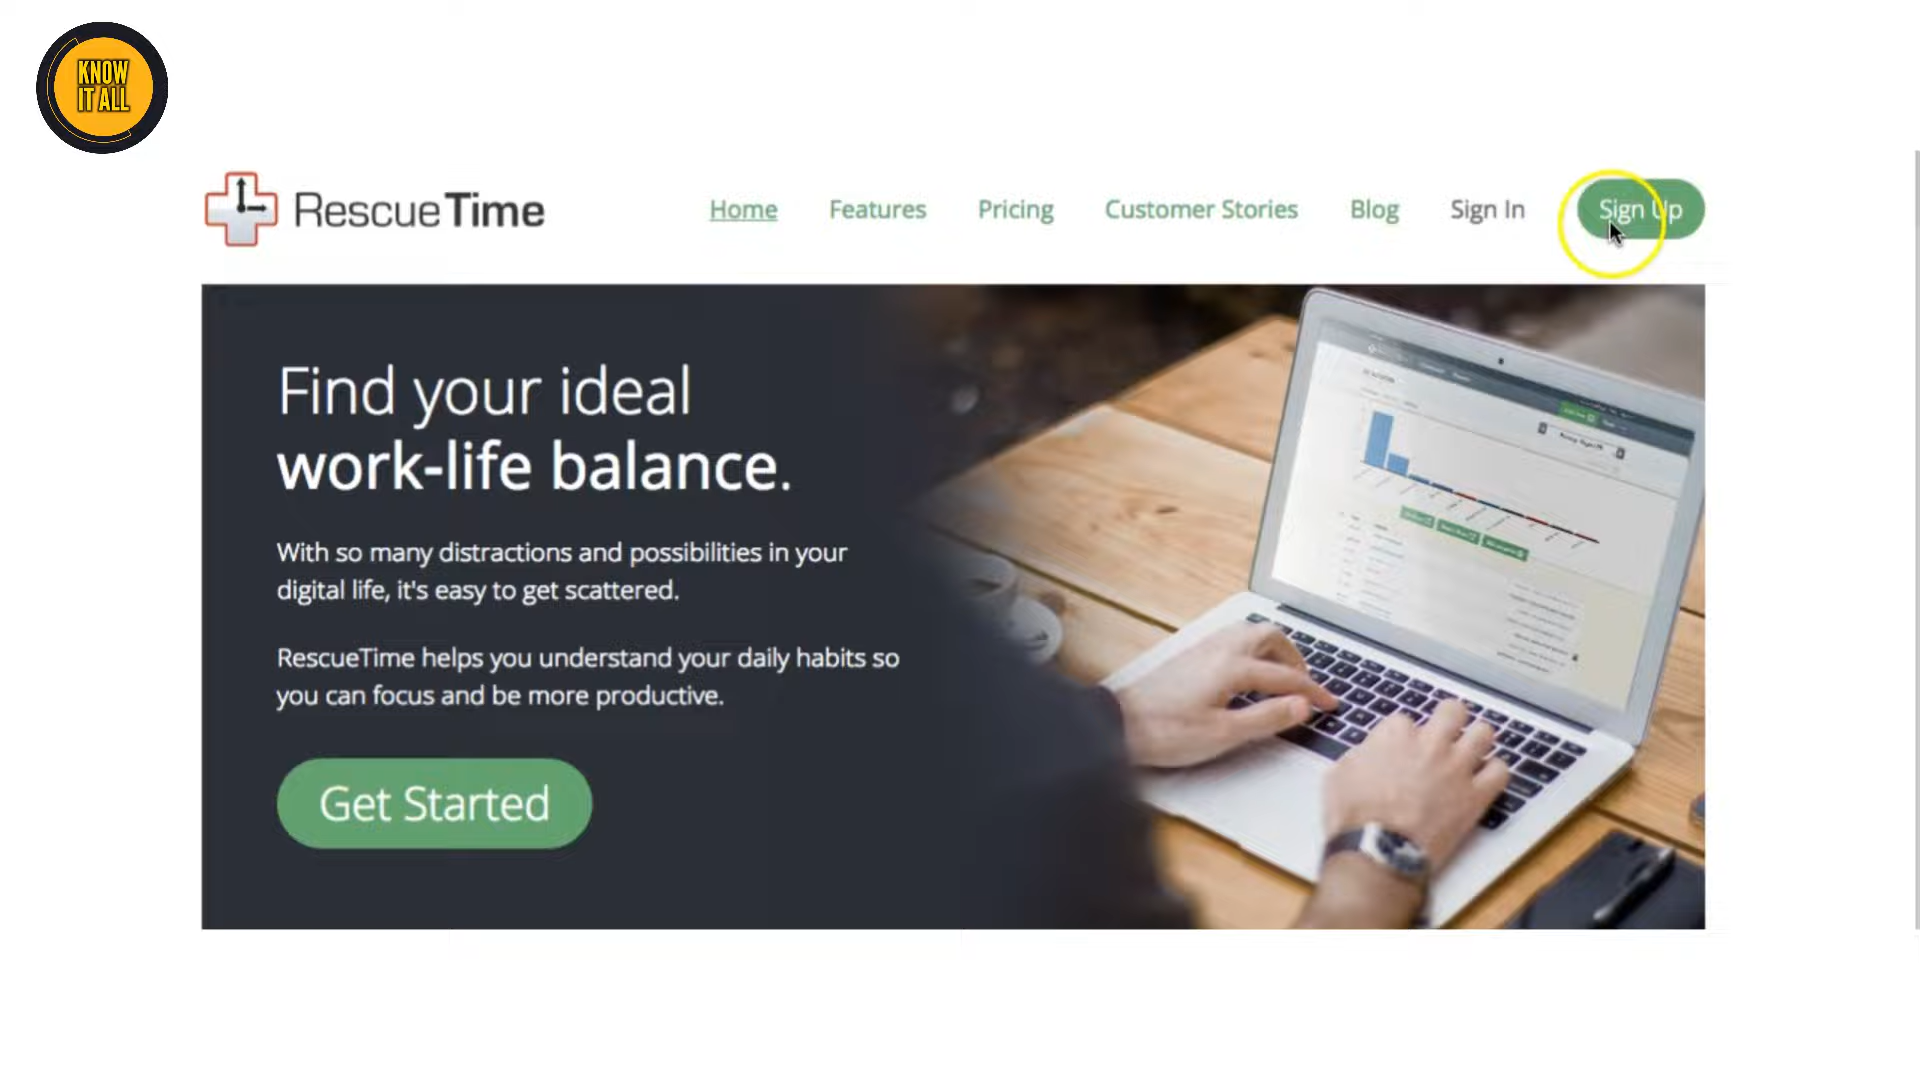 KNOW
IT ALL
RescueTime
Home
Features
Pricing
Customer Stories
Blog
Sign In
Sign Up
Find your ideal
work-life balance.
With so many distractions and possibilities in your
digital life, it's easy to get scattered.
RescueTime helps you understand your daily habits so
you can focus and be more productive.
Get Started